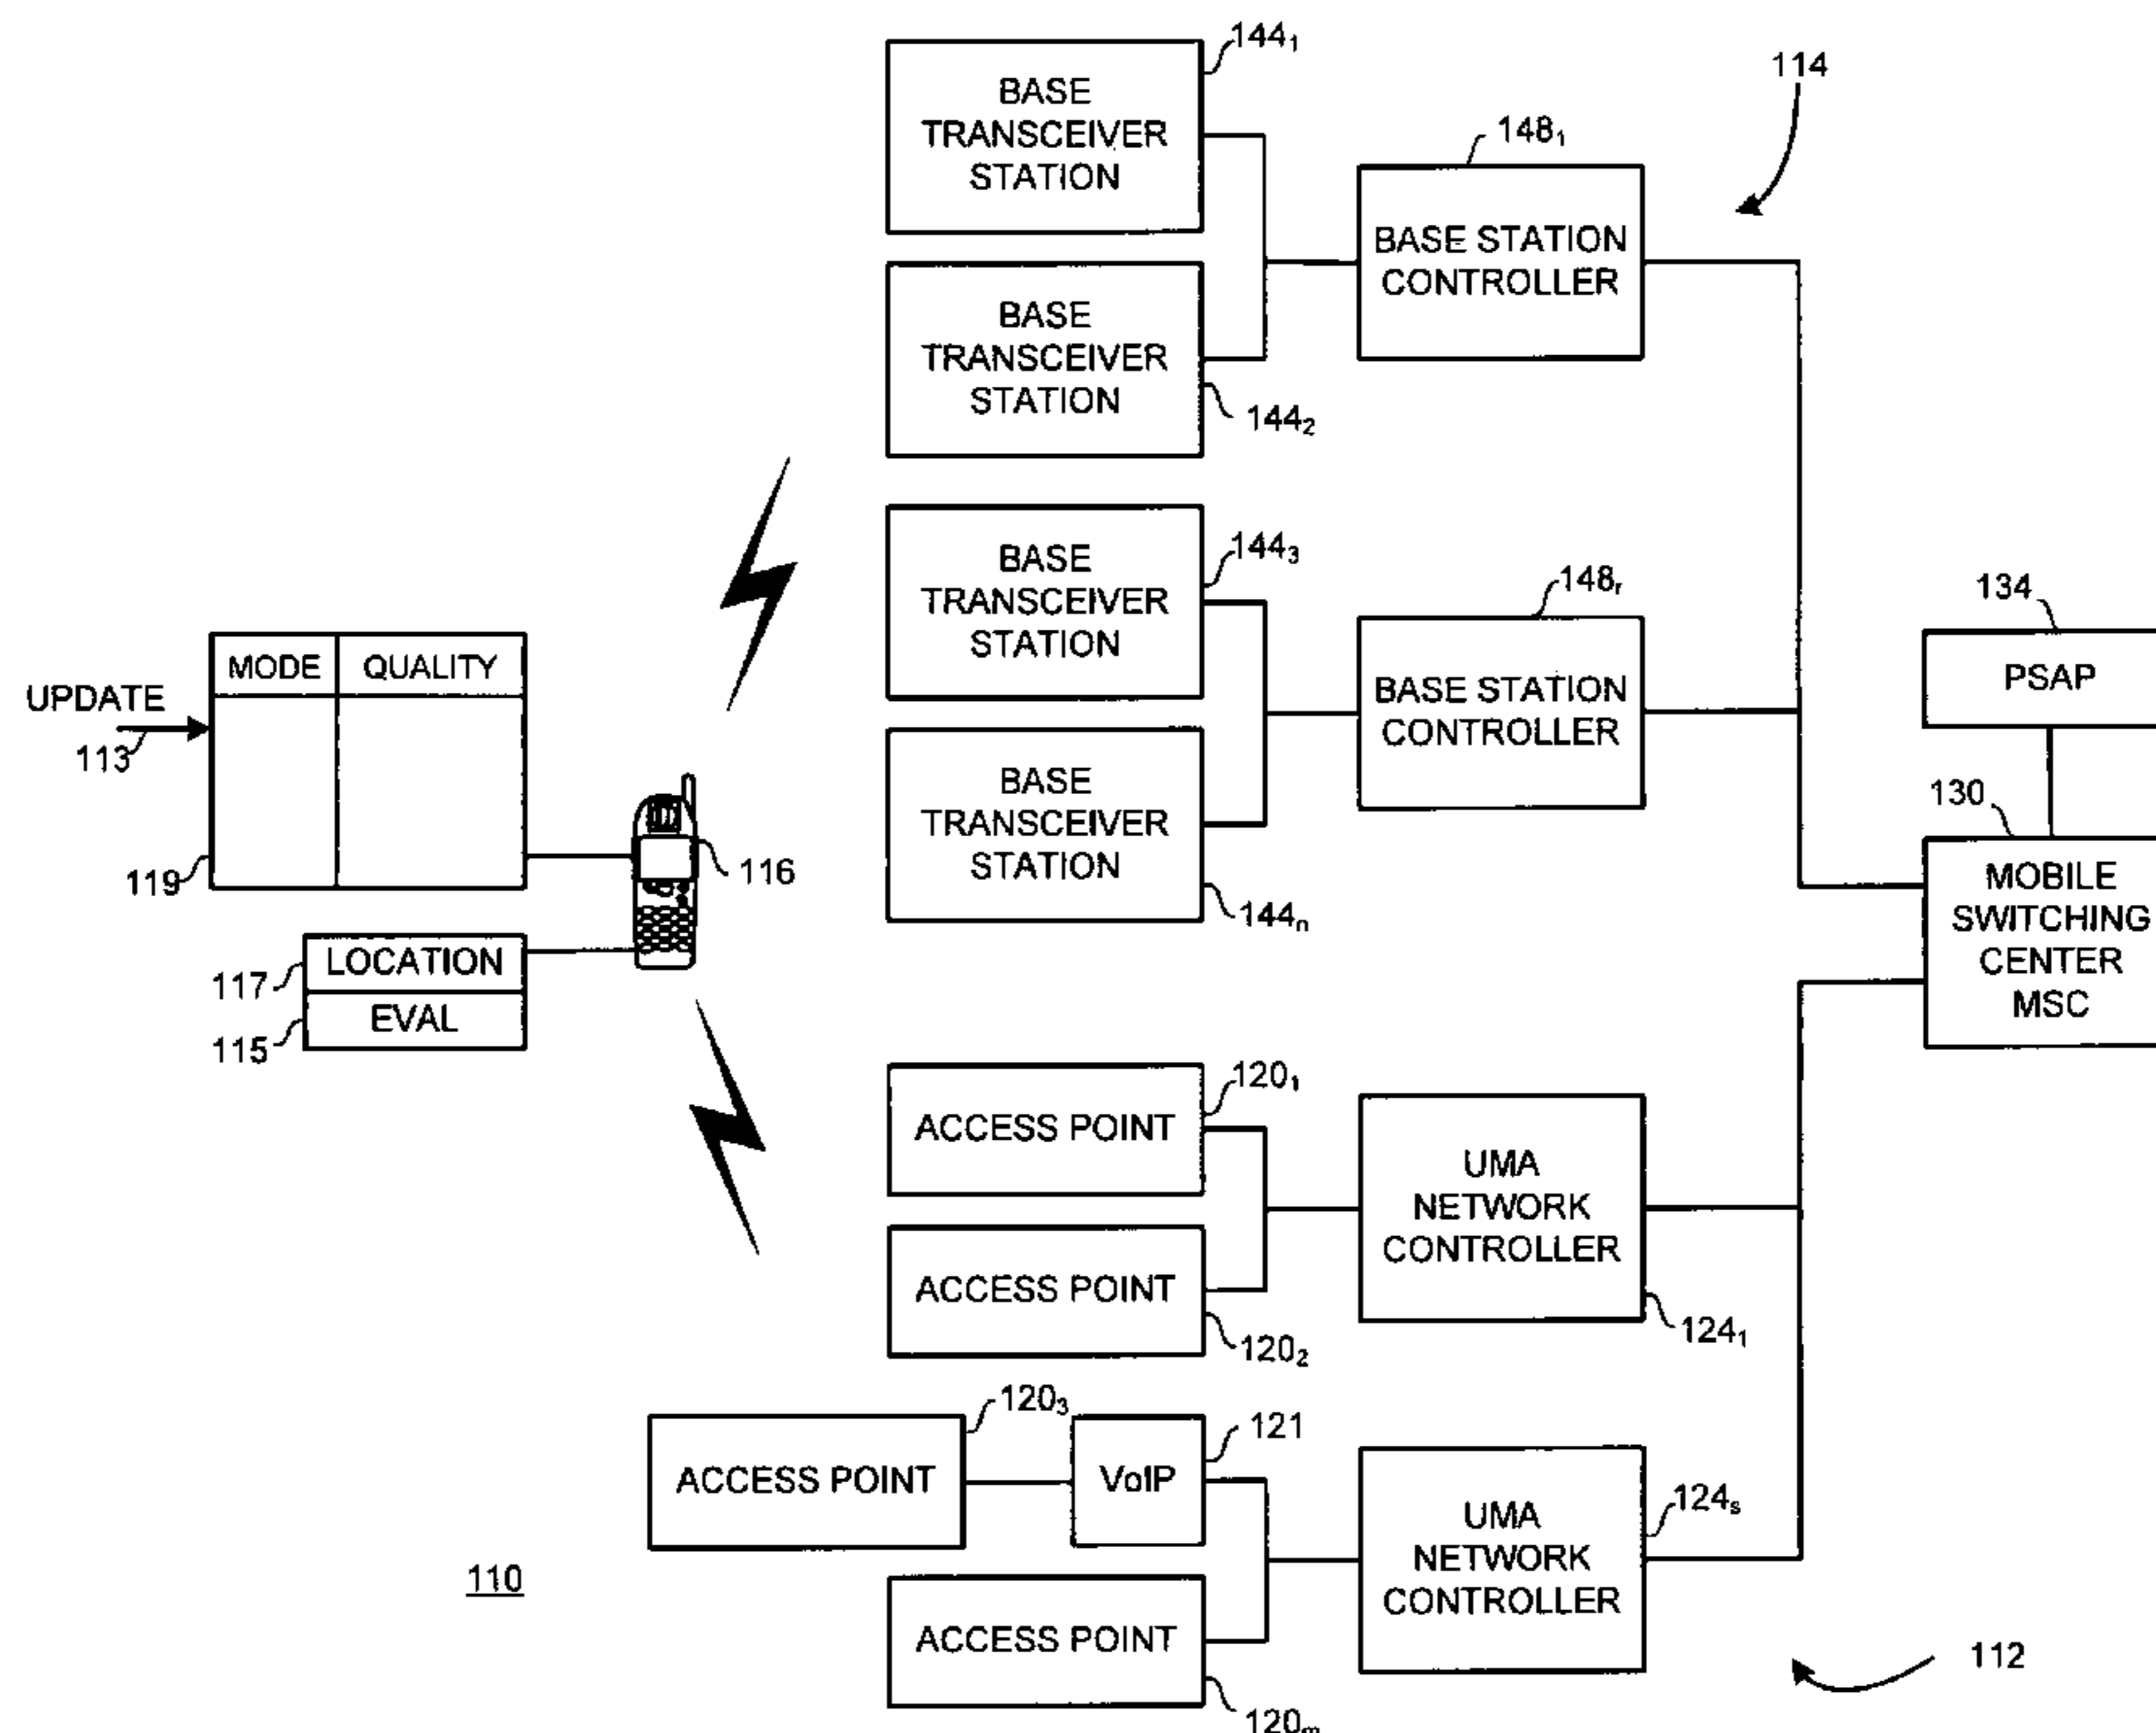 144₁
BASE
TRANSCEIVER
STATION
114
148₁
BASE STATION
CONTROLLER
BASE
TRANSCEIVER
STATION
144₂
BASE
TRANSCEIVER
STATION
144₃
148ᵣ
134
PSAP
MODE
QUALITY
UPDATE
113
BASE STATION
CONTROLLER
BASE
TRANSCEIVER
STATION
144ₙ
130
MOBILE
SWITCHING
CENTER
MSC
119
116
LOCATION
117
EVAL
115
120₁
ACCESS POINT
UMA
NETWORK
CONTROLLER
124₁
ACCESS POINT
120₂
120₃
ACCESS POINT
121
VoIP
UMA
NETWORK
CONTROLLER
124ₛ
110
ACCESS POINT
120ₘ
112